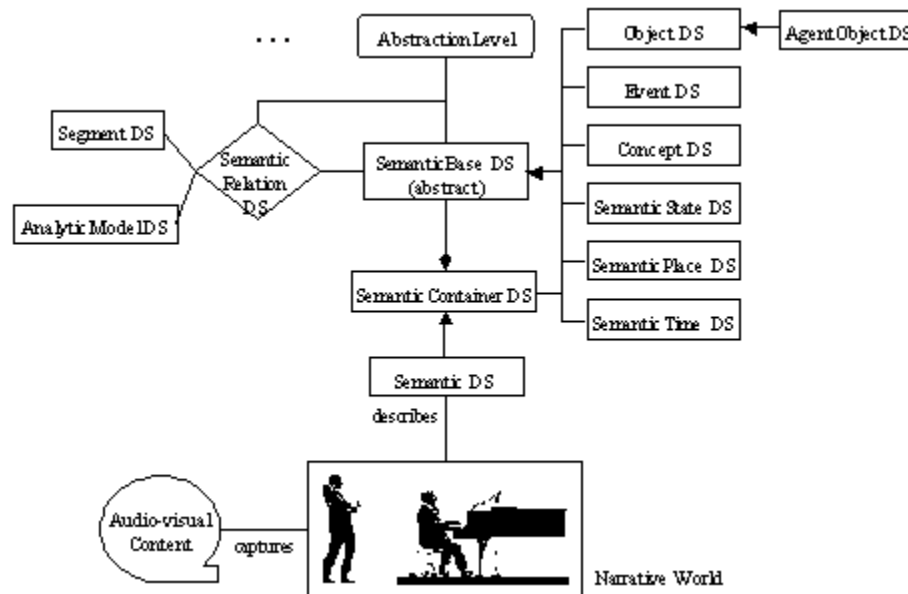 ...
AbstractionLevel
Object DS
AgentObject DS
Event DS
Segment DS
Semantic
Relation
DS
SemanticBase DS
(abstract)
Concept DS
Analytic Model DS
Semantic State DS
Semantic Place DS
Semantic Container DS
Semantic Time DS
Semantic DS
describes
Audio-visual
Content
captures
Narrative World